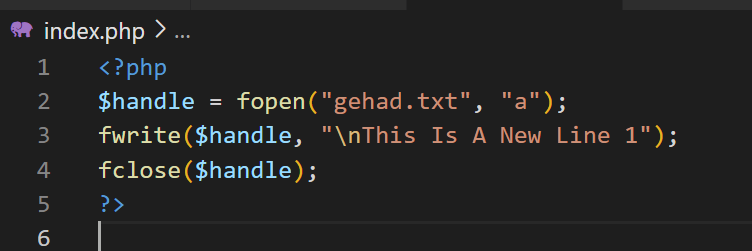 index.php > ...
1 <?php
2 $handle = fopen("gehad.txt", "a");
3 fwrite($handle, "\nThis Is A New Line 1");
4 fclose($handle);
5 ?>
6